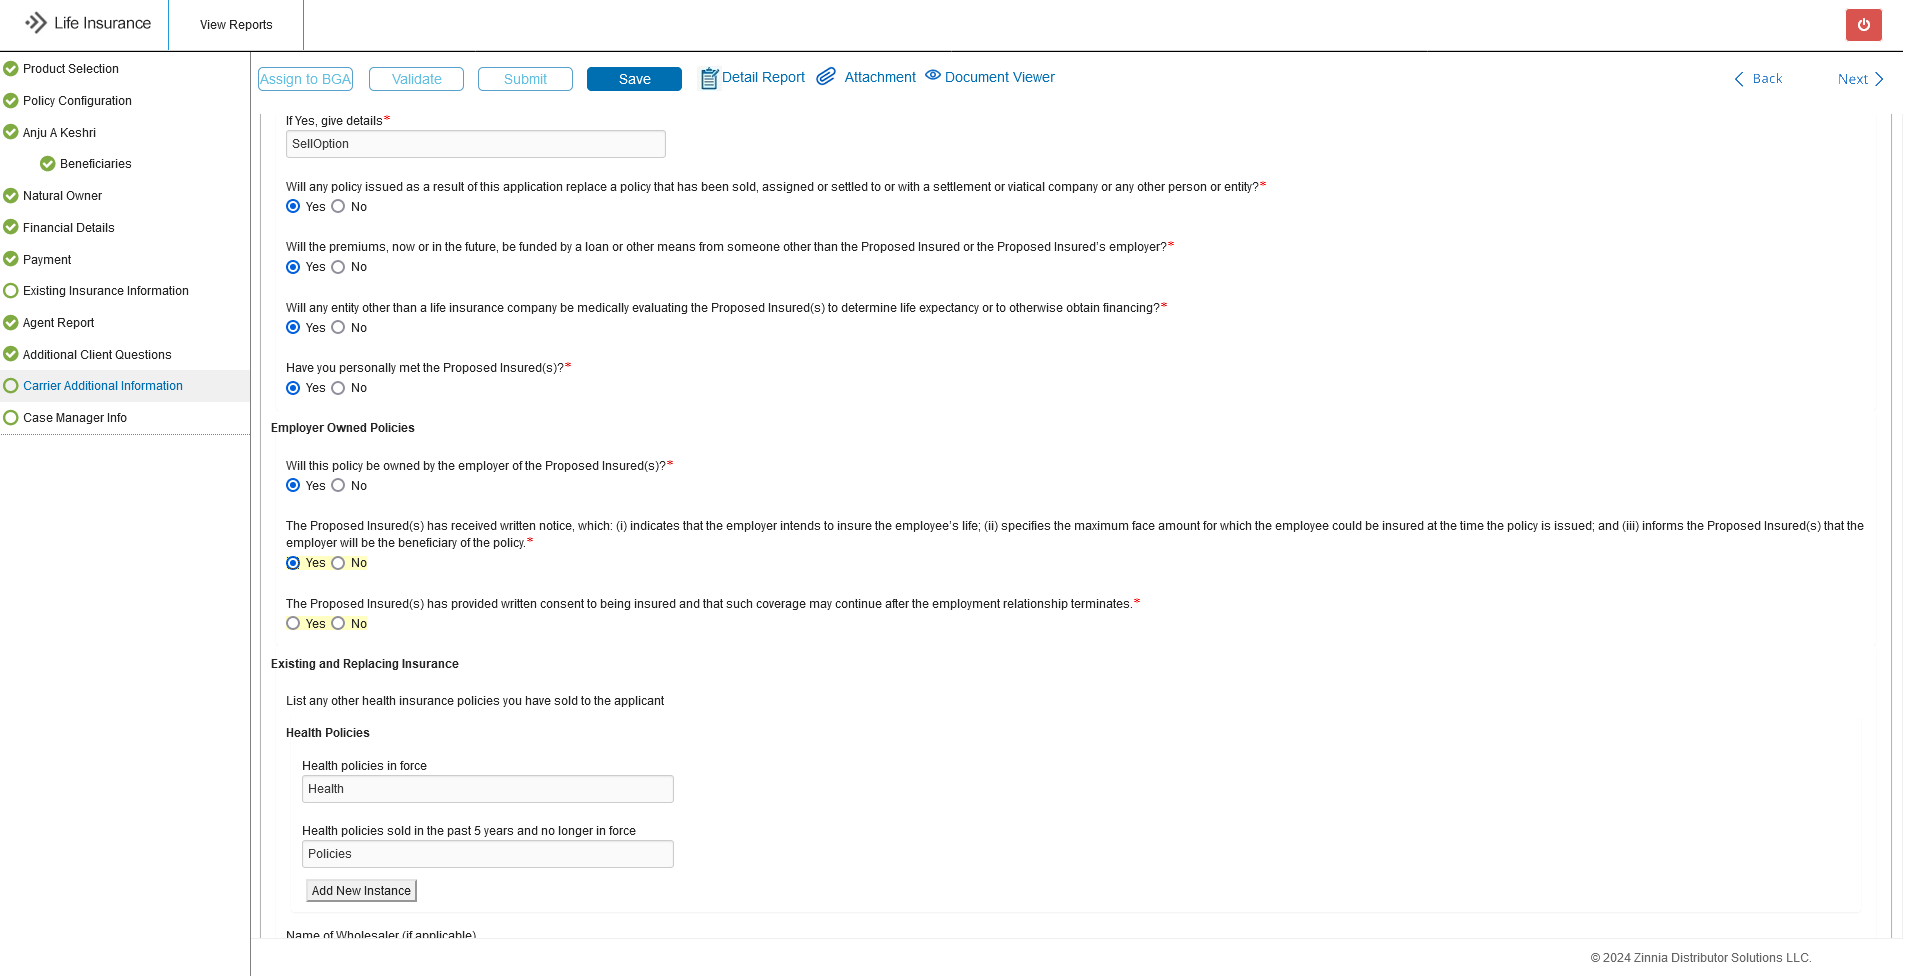 Life Insurance
View Reports
Product Selection
Policy Configuration
Anju A Keshri
Beneficiaries
Natural Owner
Financial Details
Payment
Existing Insurance Information
Agent Report
Additional Client Questions
Carrier Additional Information
Case Manager Info
Assign to BGA
Validate
Submit
Save
Detail Report
Attachment
Document Viewer
Back
Next
If Yes, give details*
SellOption
Will any policy issued as a result of this application replace a policy that has been sold, assigned or settled to or with a settlement or viatical company or any other person or entity?*
Yes No
Will the premiums, now or in the future, be funded by a loan or other means from someone other than the Proposed Insured or the Proposed Insured's employer?*
Yes No
Will any entity other than a life insurance company be medically evaluating the Proposed Insured(s) to determine life expectancy or to otherwise obtain financing?*
Yes No
Have you personally met the Proposed Insured(s)?*
Yes No
Employer Owned Policies
Will this policy be owned by the employer of the Proposed Insured(s)?*
Yes No
The Proposed Insured(s) has received written notice, which: (i) indicates that the employer intends to insure the employee's life; (ii) specifies the maximum face amount for which the employee could be insured at the time the policy is issued; and (iii) informs the Proposed Insured(s) that the
employer will be the beneficiary of the policy.*
Yes No
The Proposed Insured(s) has provided written consent to being insured and that such coverage may continue after the employment relationship terminates.*
Yes No
Existing and Replacing Insurance
List any other health insurance policies you have sold to the applicant
Health Policies
Health policies in force
Health
Health policies sold in the past 5 years and no longer in force
Policies
Add New Instance
Name of Wholesaler (if applicable)
© 2024 Zinnia Distributor Solutions LLC.